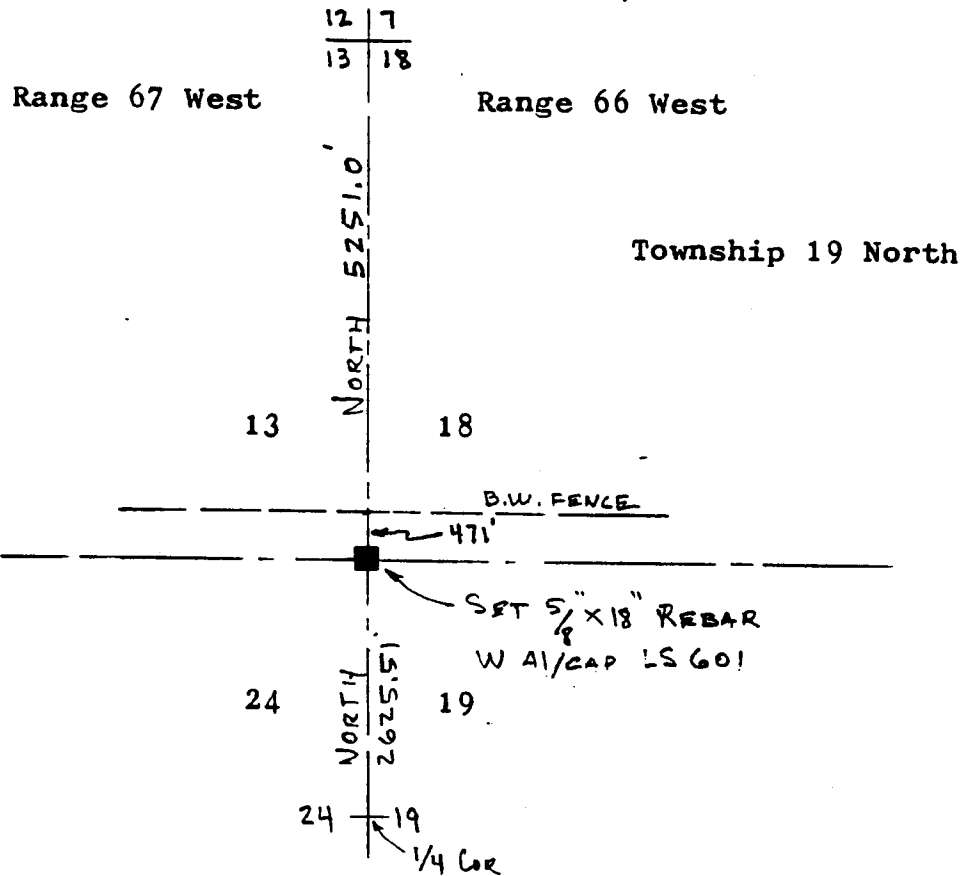 12 7
13 18
Range 67 West
Range 66 West
NORTH 5251.0'
Township 19 North
13
18
B.W. FENCE
471'
SET 5/8" X 18" REBAR
W Al/CAP LS 601
24
19
NORTH
2625.51'
24 19
1/4 COR